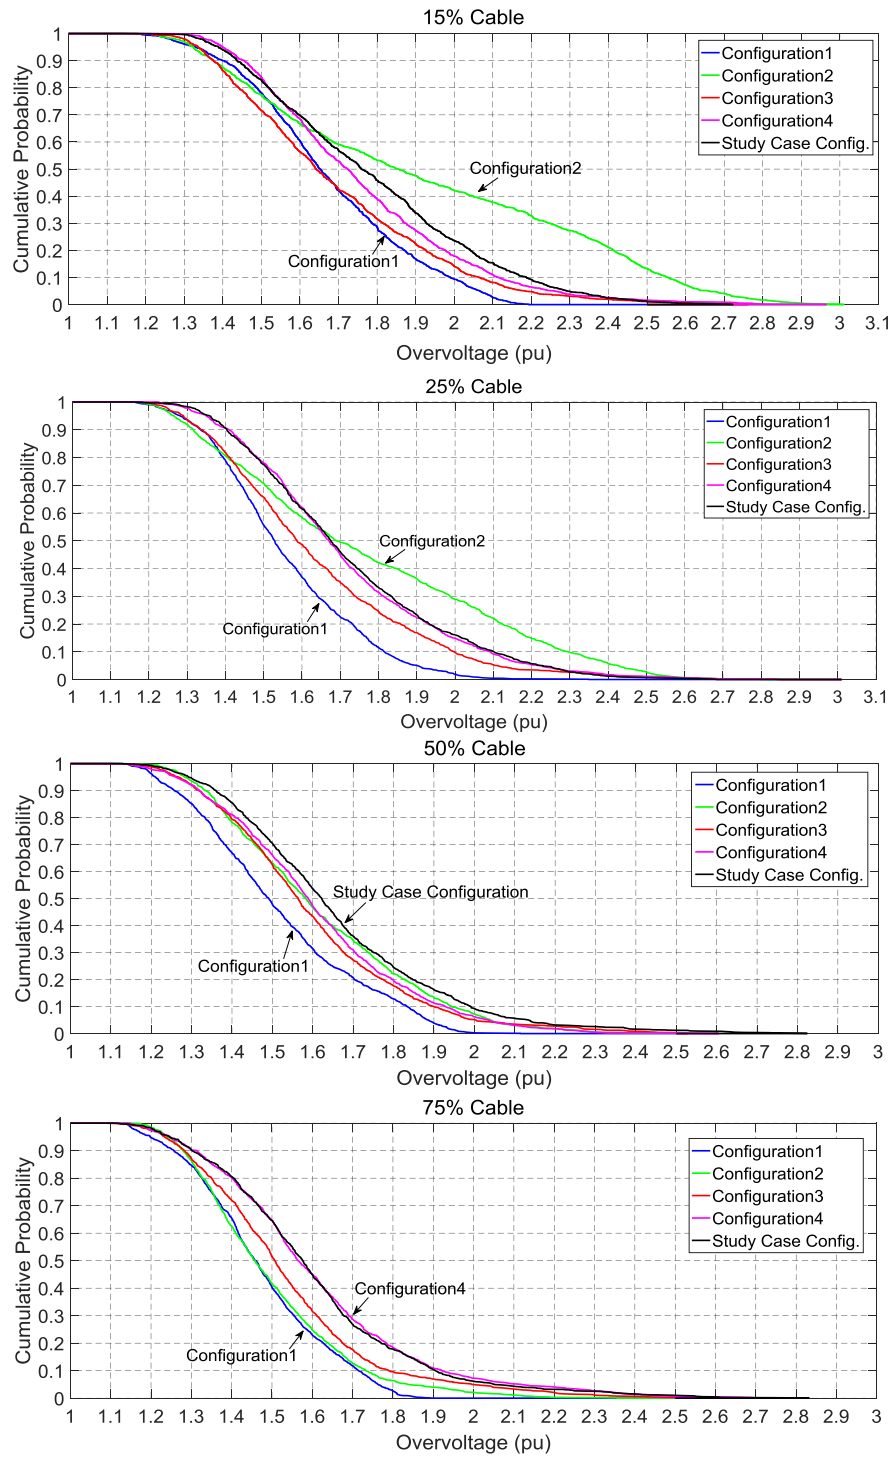 15% Cable
1
0.9
0.8
0.7
0.6
0.5
0.4
0.3
0.2
0.1
0
Cumulative Probability
Configuration1
Configuration2
Configuration3
Configuration4
Study Case Config.
Configuration2
Configuration1
1 1.1 1.2 1.3 1.4 1.5 1.6 1.7 1.8 1.9 2 2.1 2.2 2.3 2.4 2.5 2.6 2.7 2.8 2.9 3 3.1
Overvoltage (pu)
25% Cable
1
0.9
0.8
0.7
0.6
0.5
0.4
0.3
0.2
0.1
0
Cumulative Probability
Configuration1
Configuration2
Configuration3
Configuration4
Study Case Config.
Configuration2
Configuration1
1 1.1 1.2 1.3 1.4 1.5 1.6 1.7 1.8 1.9 2 2.1 2.2 2.3 2.4 2.5 2.6 2.7 2.8 2.9 3 3.1
Overvoltage (pu)
50% Cable
1
0.9
0.8
0.7
0.6
0.5
0.4
0.3
0.2
0.1
0
Cumulative Probability
Configuration1
Configuration2
Configuration3
Configuration4
Study Case Config.
Study Case Configuration
Configuration1
1 1.1 1.2 1.3 1.4 1.5 1.6 1.7 1.8 1.9 2 2.1 2.2 2.3 2.4 2.5 2.6 2.7 2.8 2.9 3
Overvoltage (pu)
75% Cable
1
0.9
0.8
0.7
0.6
0.5
0.4
0.3
0.2
0.1
0
Cumulative Probability
Configuration1
Configuration2
Configuration3
Configuration4
Study Case Config.
Configuration4
Configuration1
1 1.1 1.2 1.3 1.4 1.5 1.6 1.7 1.8 1.9 2 2.1 2.2 2.3 2.4 2.5 2.6 2.7 2.8 2.9 3
Overvoltage (pu)